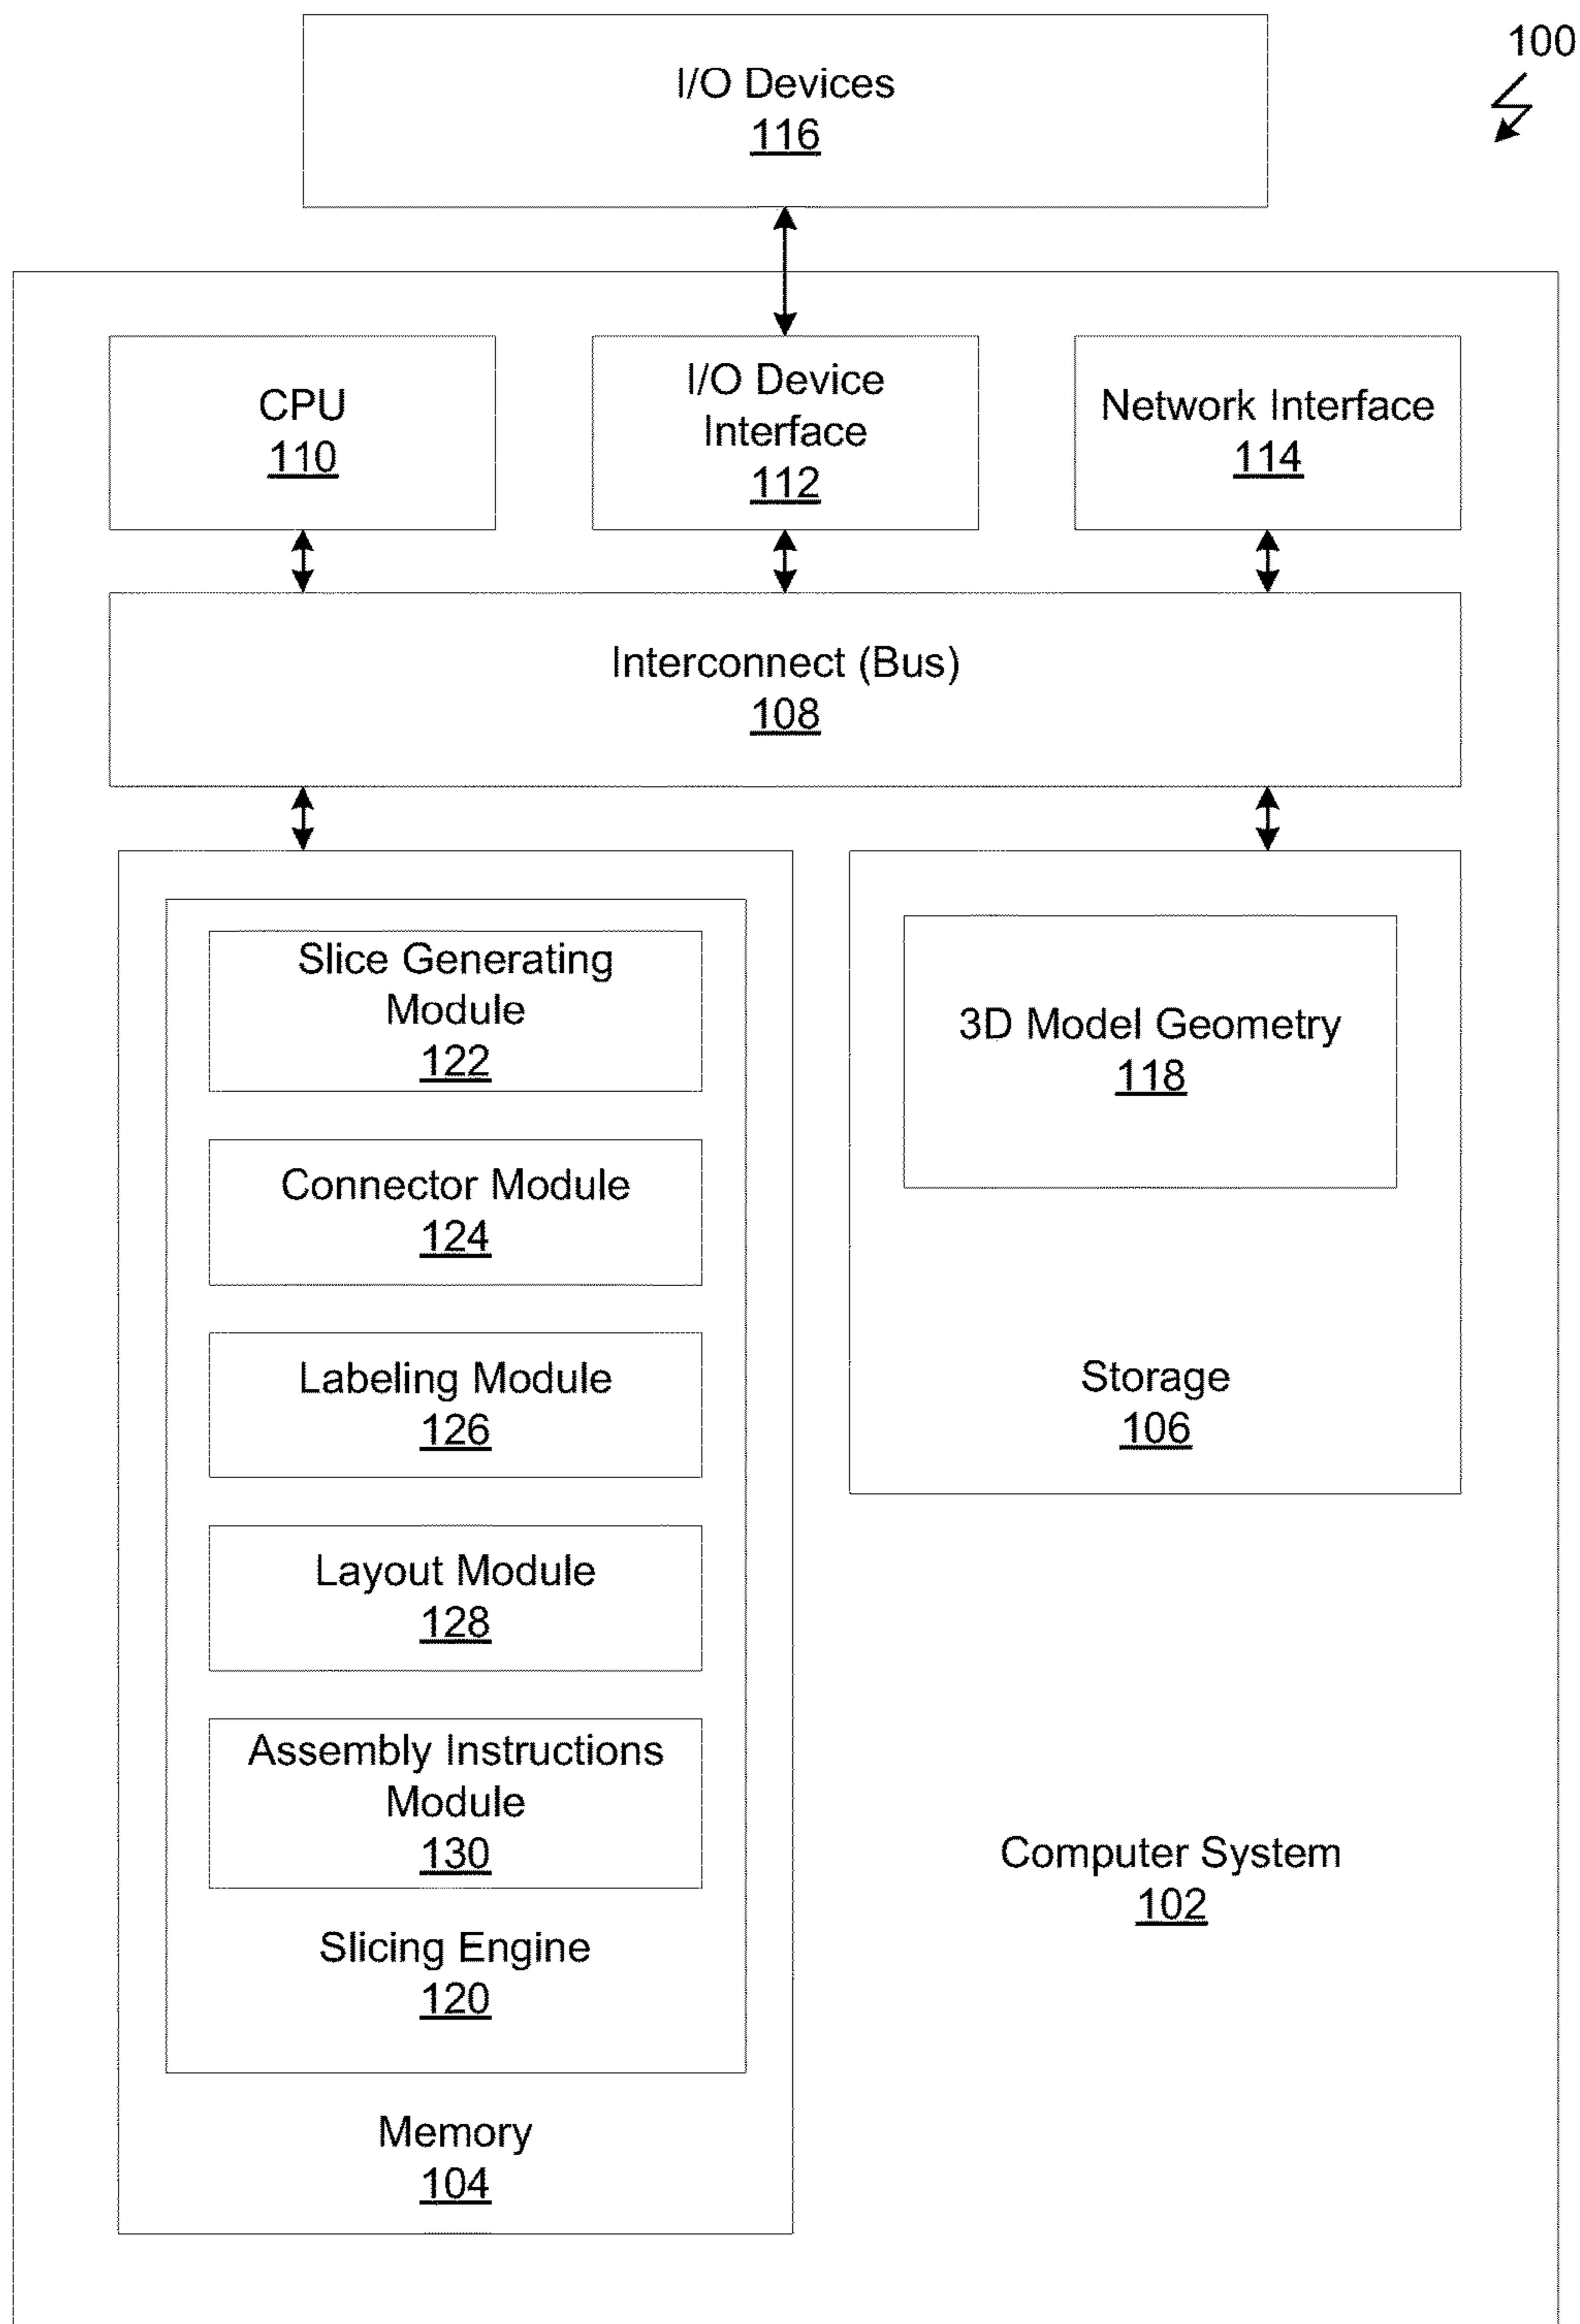 100
I/O Devices
116
CPU
110
I/O Device
Interface
112
Network Interface
114
Interconnect (Bus)
108
Slice Generating
Module
122
Connector Module
124
Labeling Module
126
Layout Module
128
Assembly Instructions
Module
130
Slicing Engine
120
Memory
104
3D Model Geometry
118
Storage
106
Computer System
102